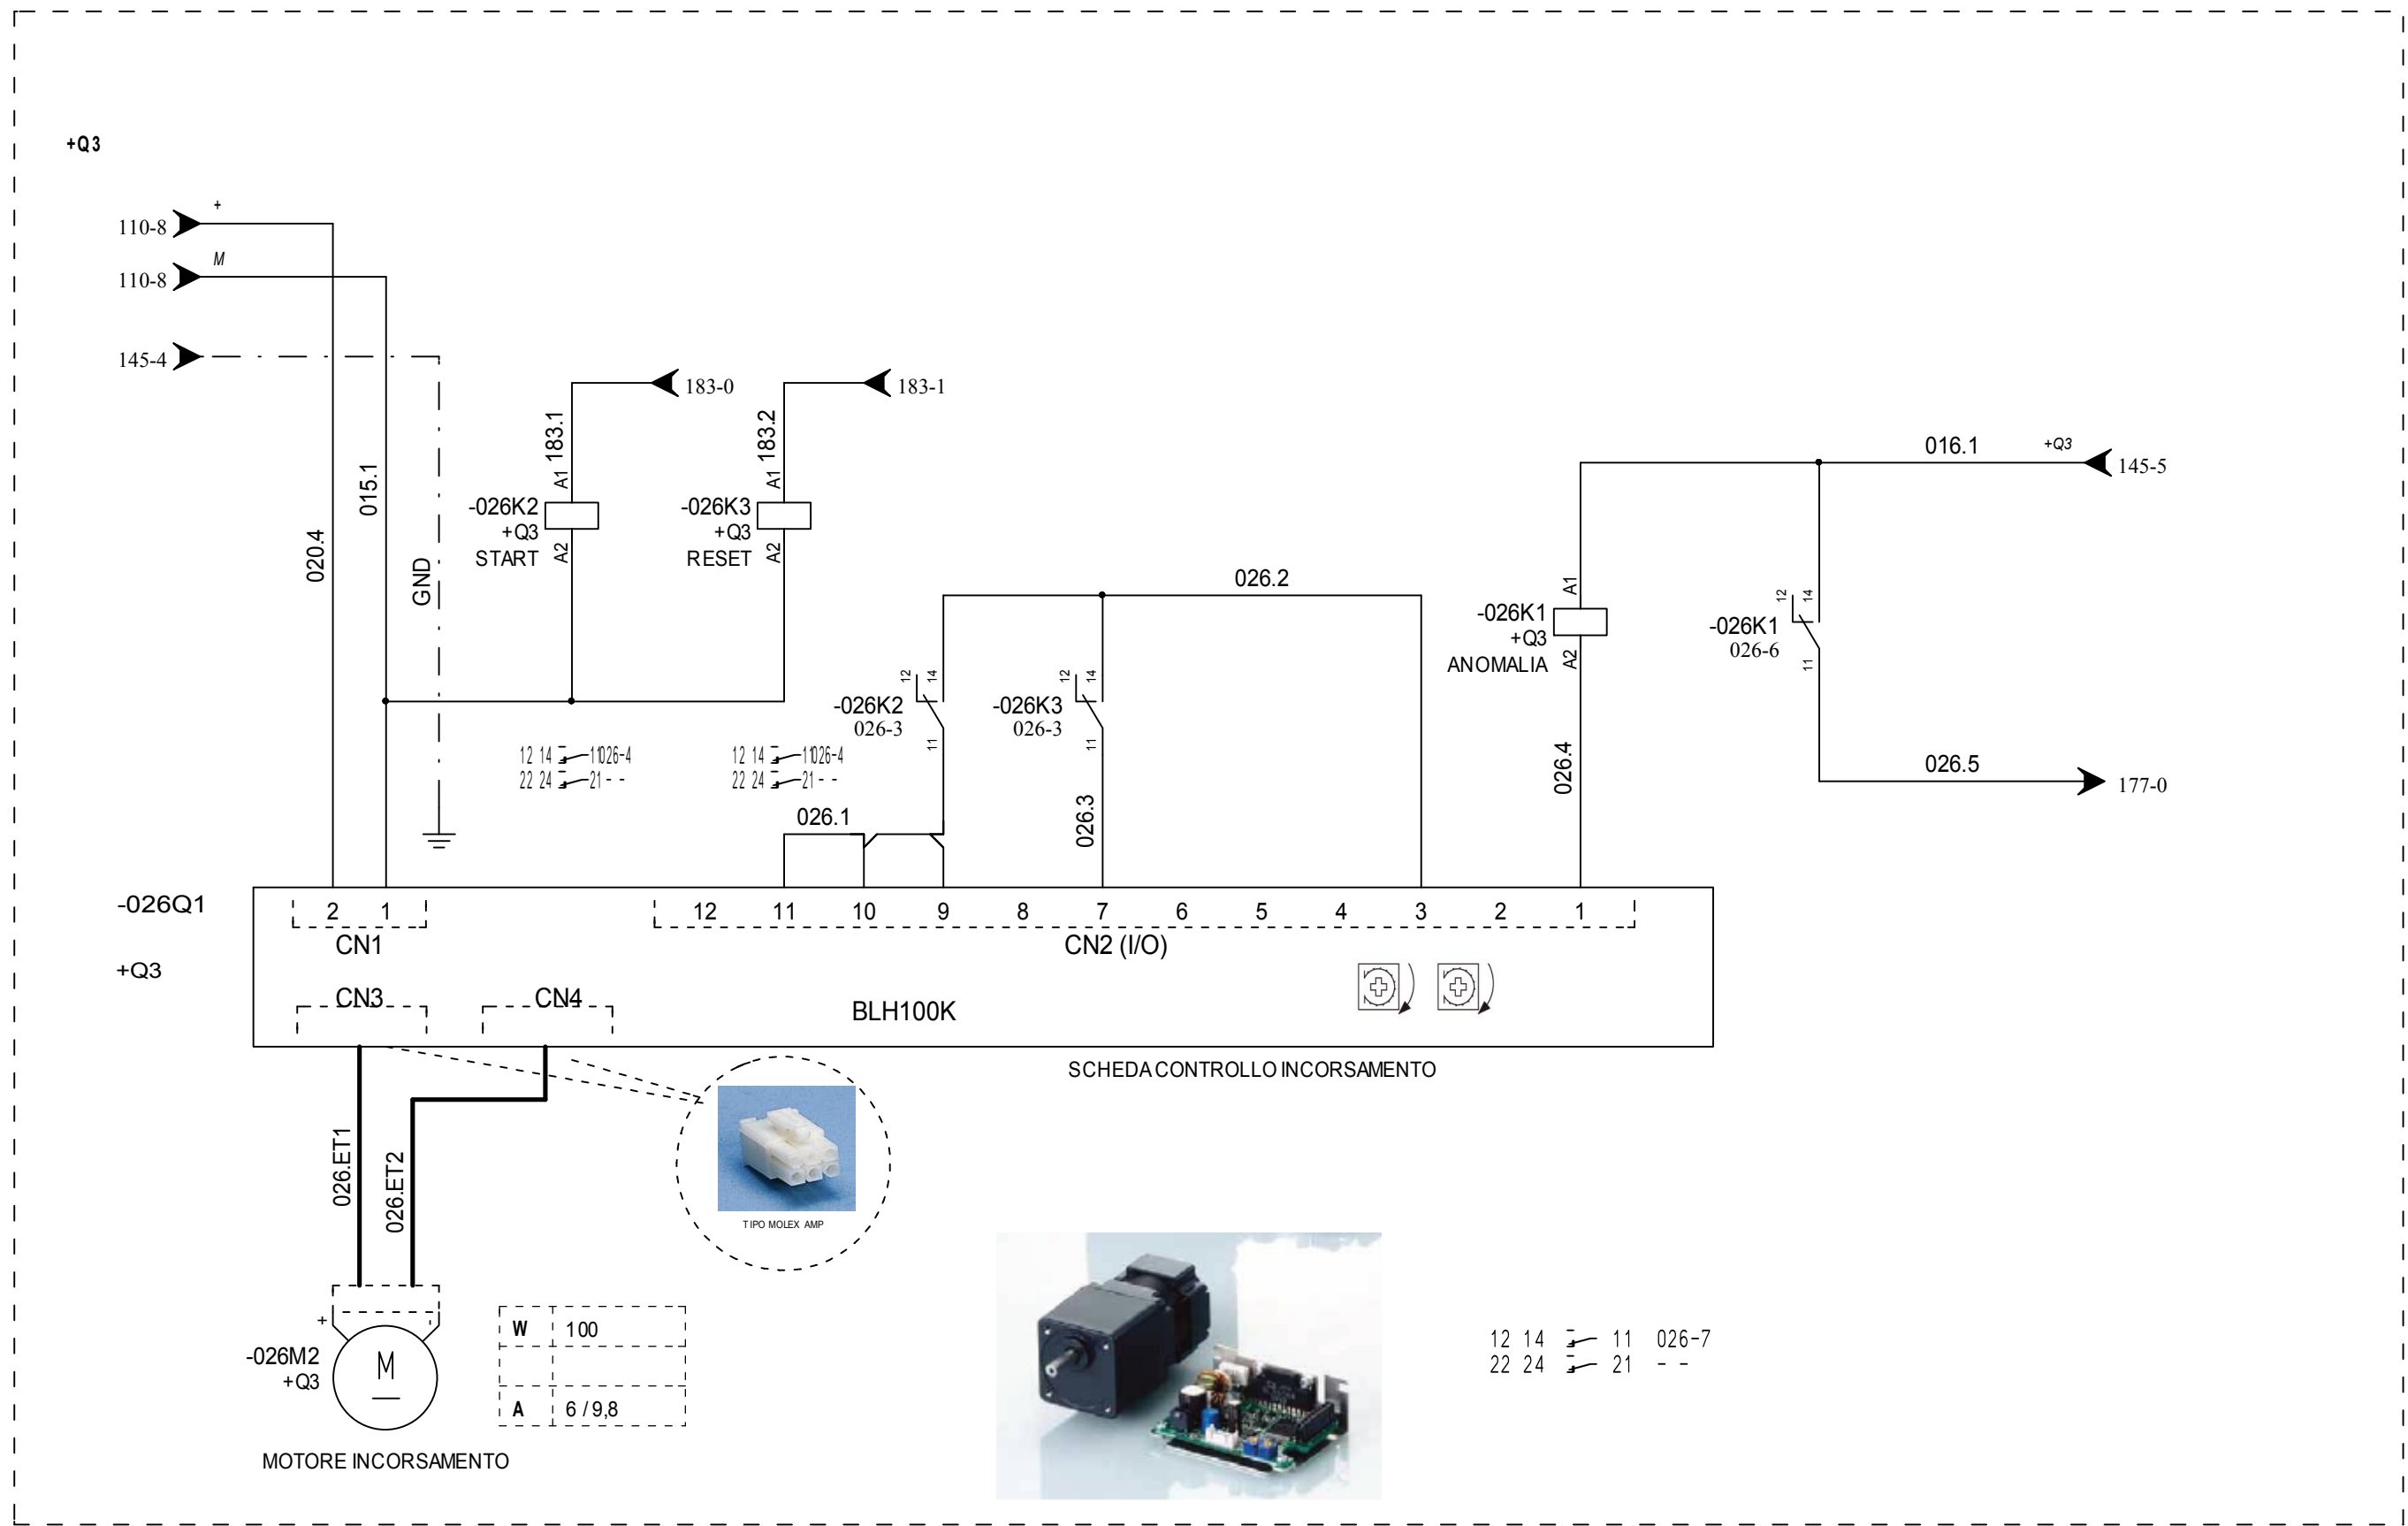 +Q3
+
110-8
M
110-8
145-4
183-0
183-1
183.1
183.2
020.4
015.1
GND
A1
-026K2
+Q3
START
A2
A1
-026K3
+Q3
RESET
A2
016.1
+Q3
145-5
026.2
A1
-026K1
+Q3
ANOMALIA
A2
12
14
-026K1
026-6
11
12
14
-026K2
026-3
11
12
14
-026K3
026-3
11
12 14 11 026-4
22 24 21 - -
12 14 11 026-4
22 24 21 - -
026.1
026.3
026.4
026.5
177-0
-026Q1
+Q3
2 1
CN1
12 11 10 9 8 7 6 5 4 3 2 1
CN2 (I/O)
CN3
CN4
BLH100K
SCHEDA CONTROLLO INCORSAMENTO
026.ET1
026.ET2
TIPO MOLEX AMP
+
-
-026M2
+Q3
M
W 100
A 6 / 9,8
MOTORE INCORSAMENTO
12 14 11 026-7
22 24 21 - -